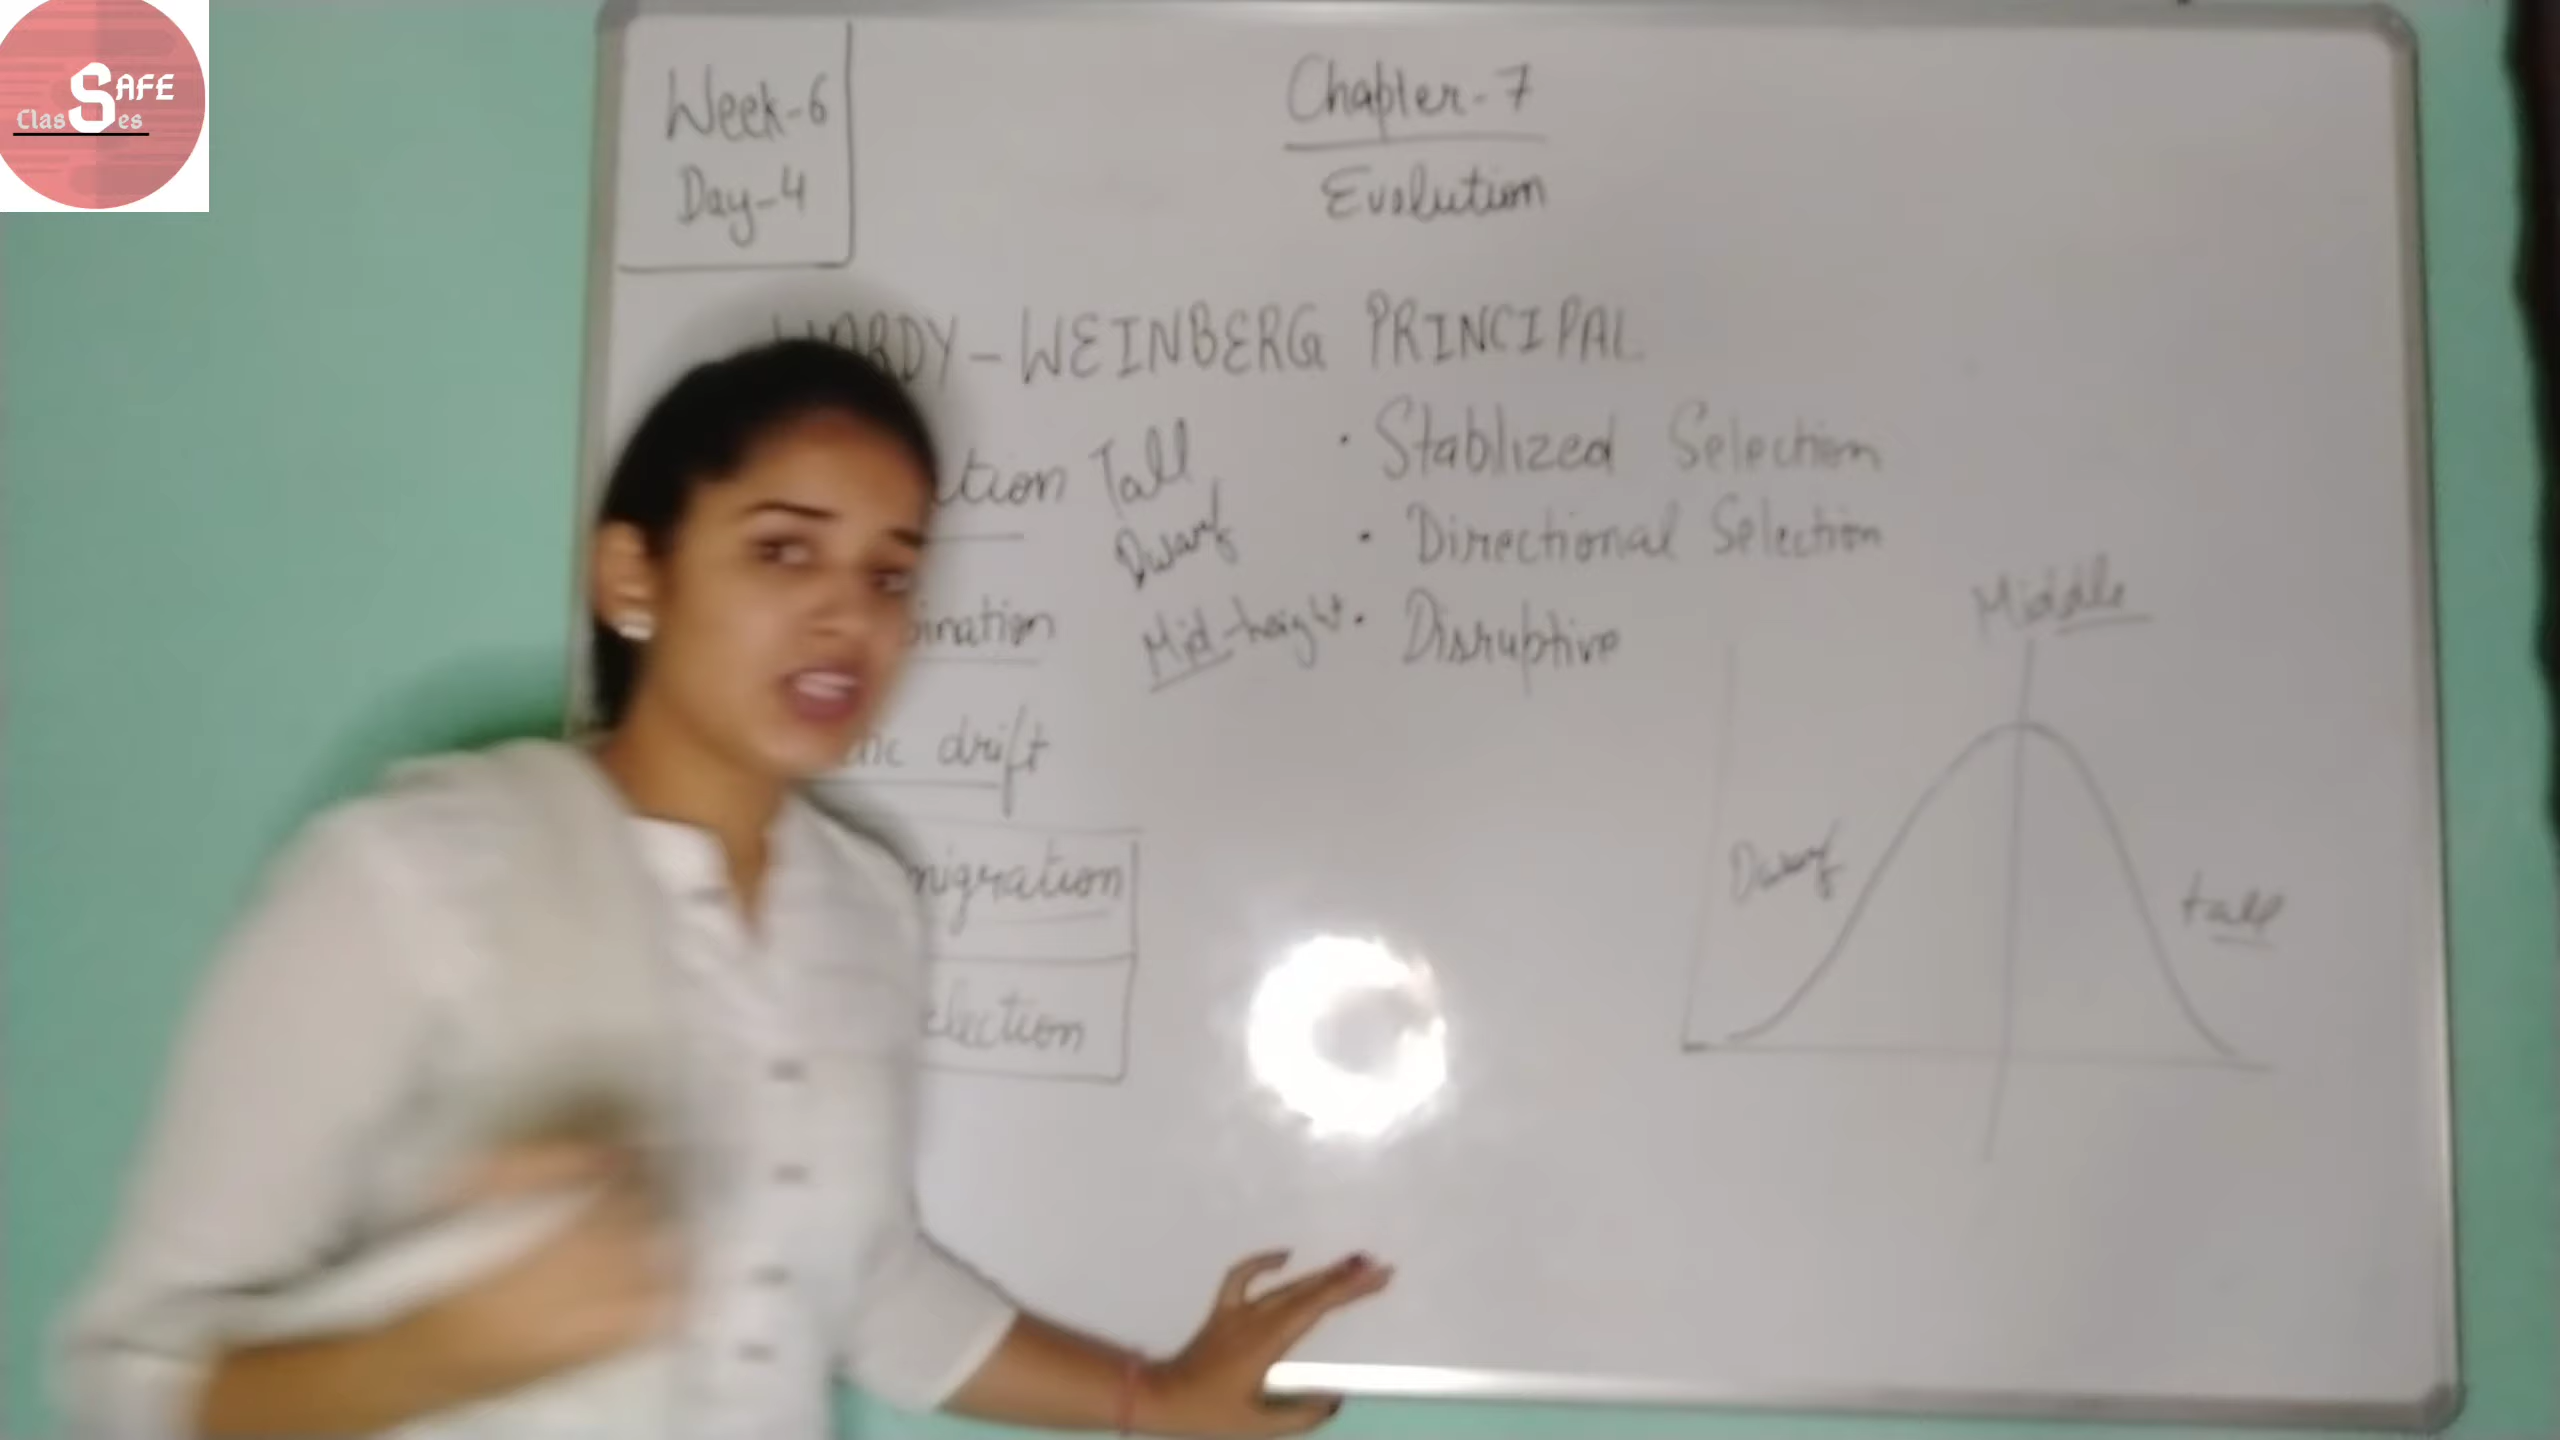 SAFE
Classes
Week-6
Day-4
Chapter-7
Evolution
HARDY-WEINBERG PRINCIPAL
Tall
Dwarf
Mid-height
drift
• Stablized Selection
• Directional Selection
• Disruptive
Middle
Dwarf
tall